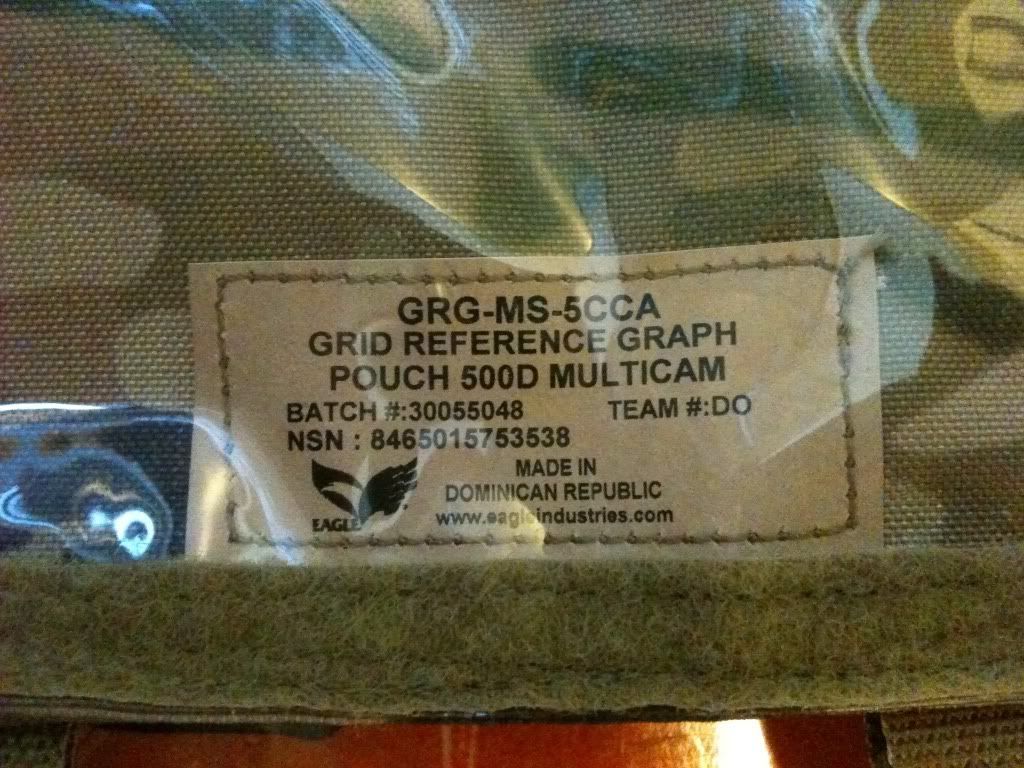 GRG-MS-5CCA
GRID REFERENCE GRAPH
POUCH 500D MULTICAM
BATCH #:30055048 TEAM #:DO
NSN : 8465015753538
MADE IN
DOMINICAN REPUBLIC
EAGLE
www.eagleindustries.com